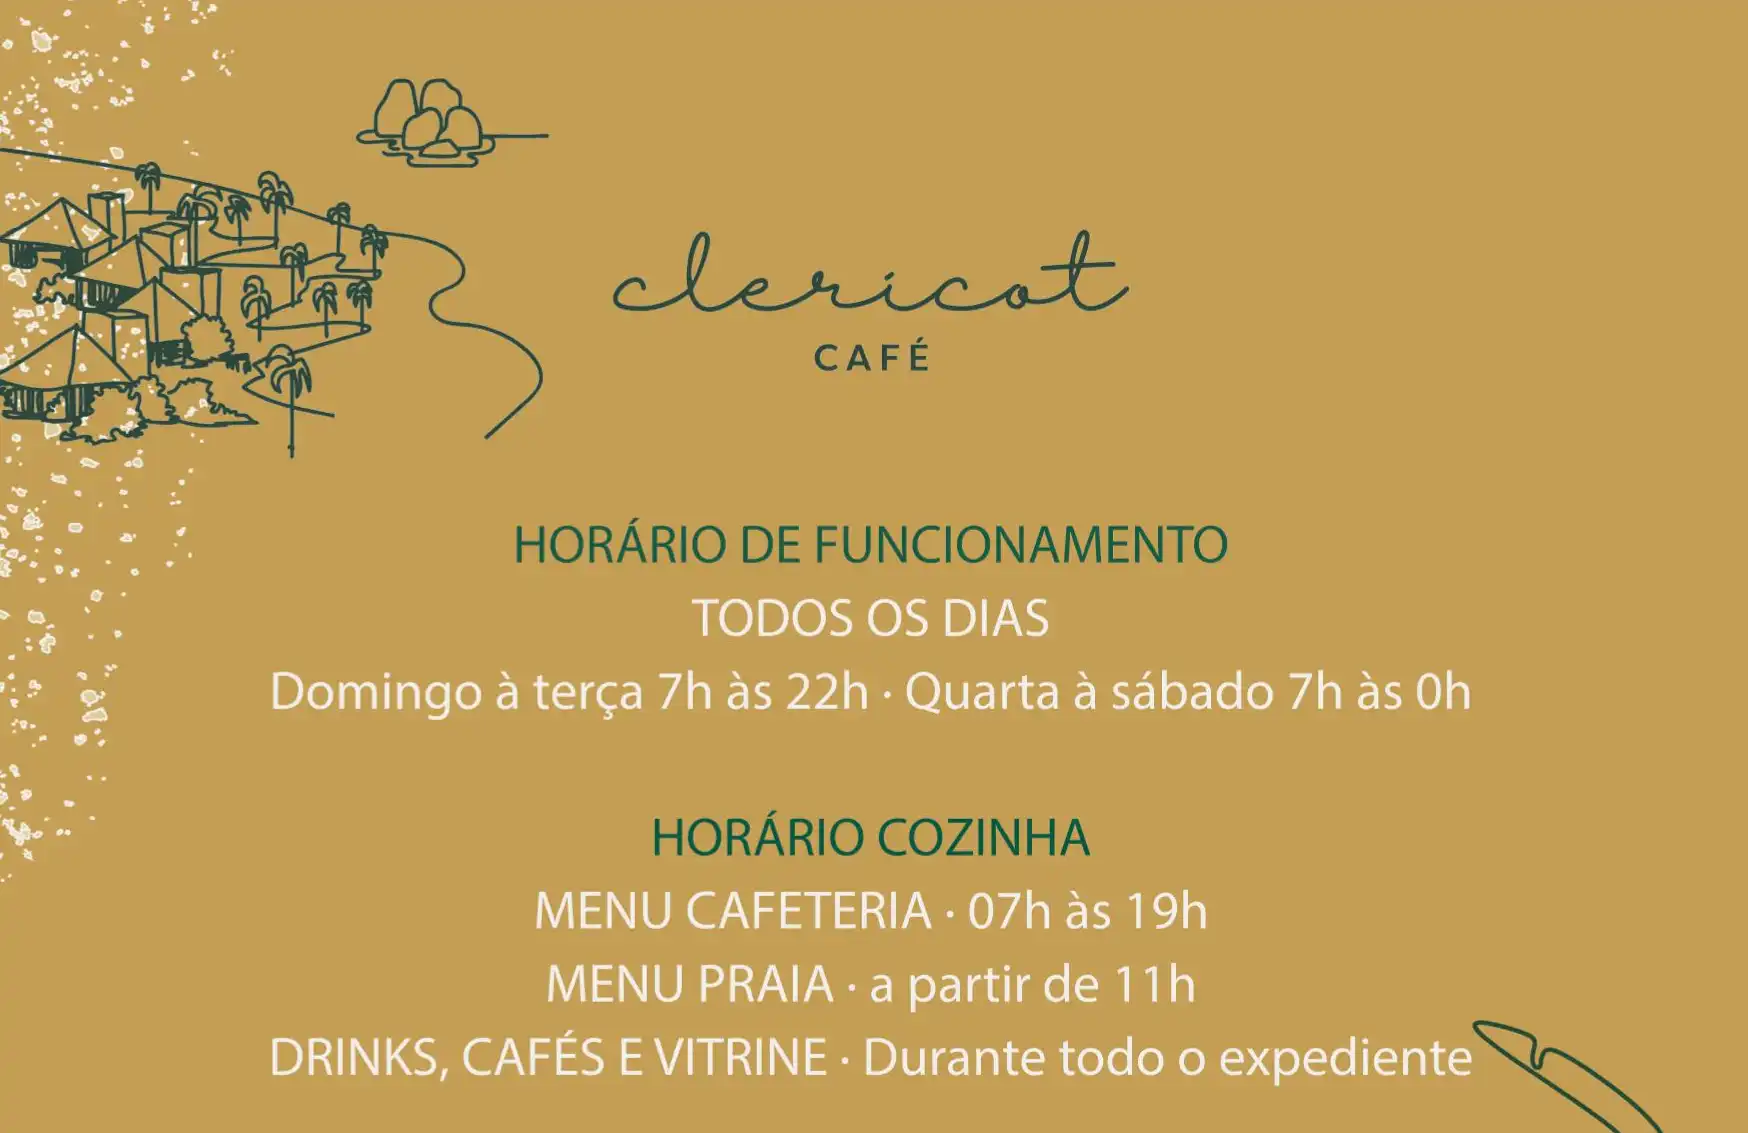 clericot
CAFÉ
HORÁRIO DE FUNCIONAMENTO
TODOS OS DIAS
Domingo à terça 7h às 22h · Quarta à sábado 7h às 0h
HORÁRIO COZINHA
MENU CAFETERIA · 07h às 19h
MENU PRAIA · a partir de 11h
DRINKS, CAFÉS E VITRINE · Durante todo o expediente